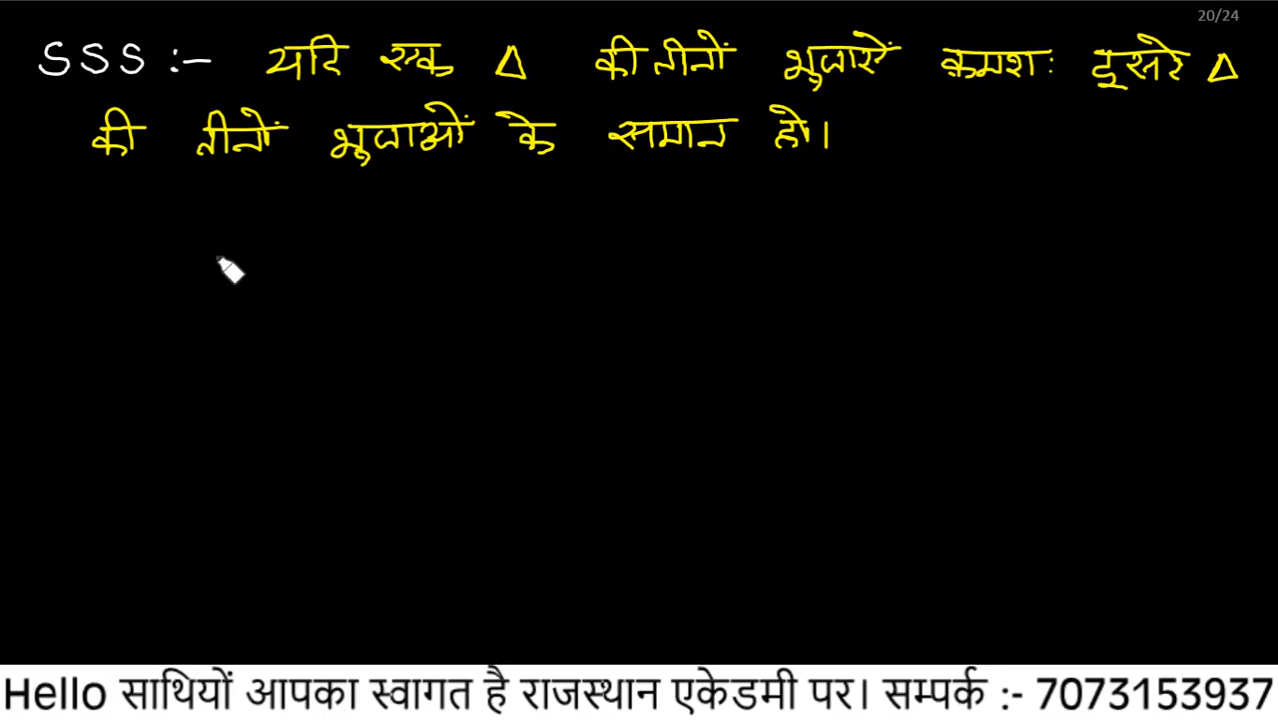 20/24
SSS :- यदि एक Δ की तीनों भुजाऐं क्रमशः दूसरे Δ
की तीनों भुजाओं के समान हो।
Hello साथियों आपका स्वागत है राजस्थान एकेडमी पर। सम्पर्क :- 7073153937